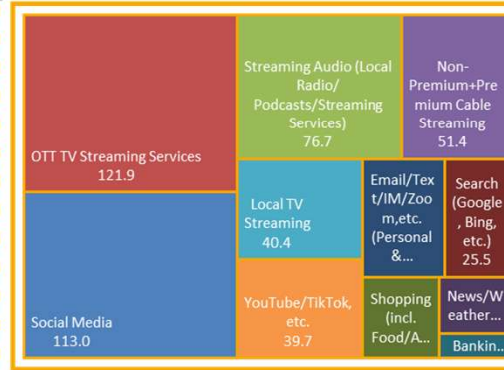 OTT TV Streaming Services
121.9
Social Media
113.0
Streaming Audio (Local
Radio/
Podcasts/Streaming
Services)
76.7
Non-
Premium+Pre
mium Cable
Streaming
51.4
Local TV
Streaming
40.4
YouTube/TikTok,
etc.
39.7
Email/Tex
t/IM/Zoo
m,etc.
(Personal
&...
Search
(Google
, Bing,
etc.)
25.5
Shopping
(incl.
Food/A...
News/W
eather...
Bankin...